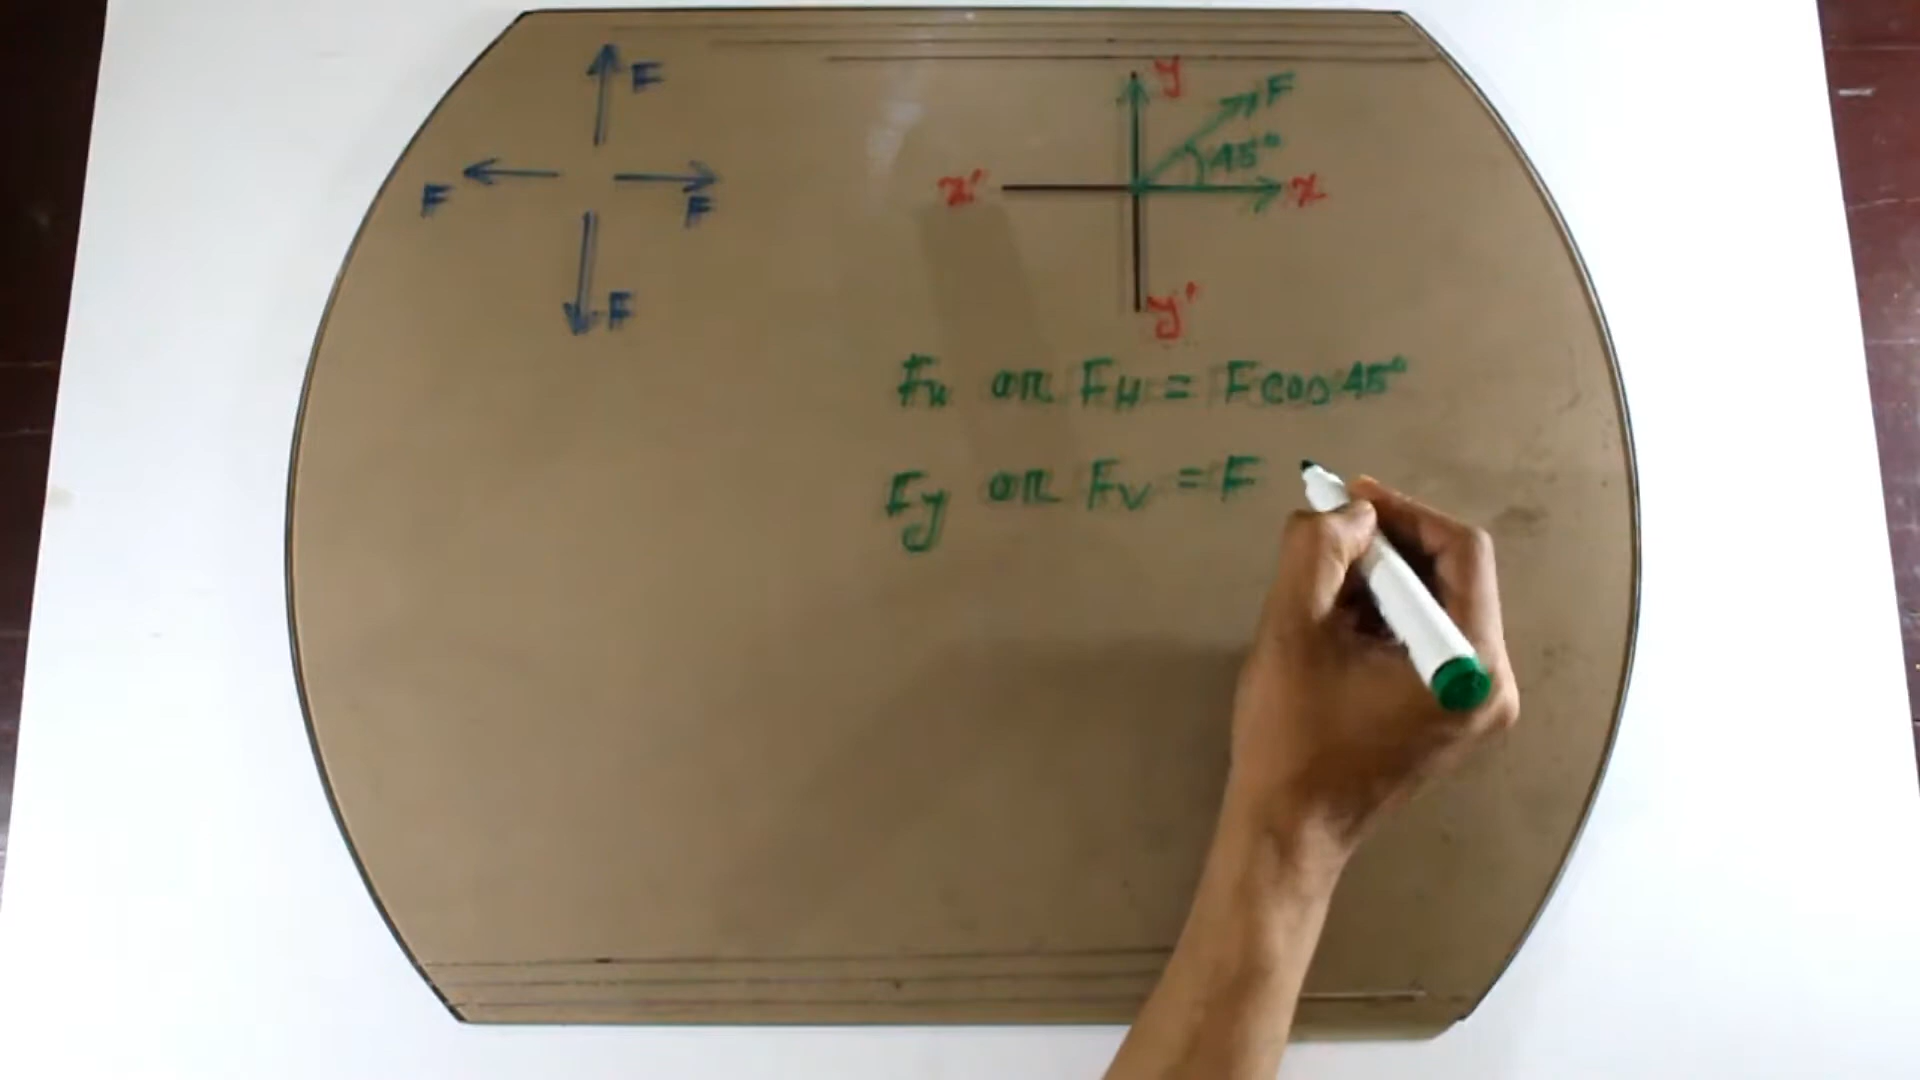 F
F
F
F
y
F
45°
x'
x
y'
Fx or FH = F cos 45°
Fy or FV = F